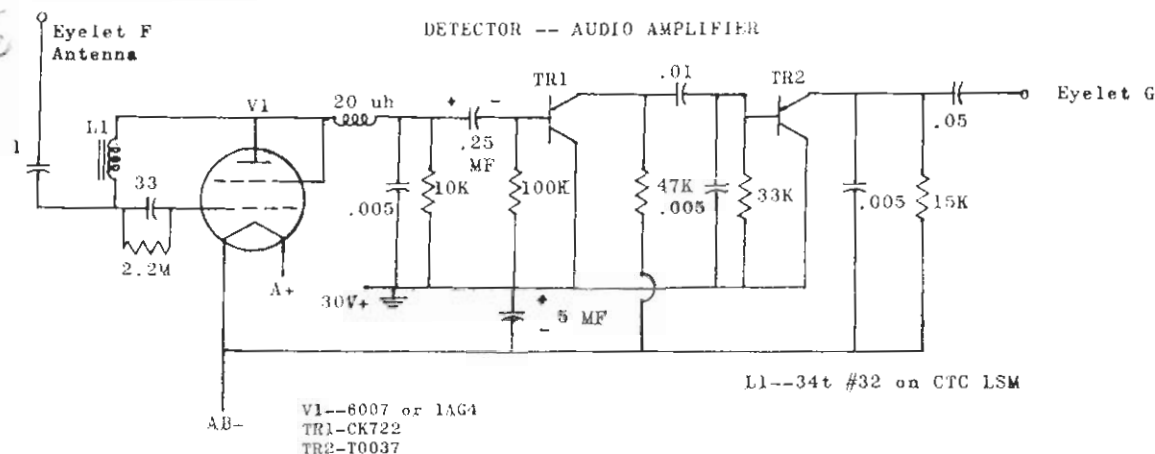 DETECTOR -- AUDIO AMPLIFIER
Eyelet F
Antenna
TR1
.01
TR2
Eyelet G
V1
20 uh
+
-
L1
.25
MF
.05
1
33
10K
100K
47K
33K
15K
.005
.005
.005
2.2M
A+
30V+
+
5 MF
-
L1--34t #32 on CTC LSM
AB-
V1--6007 or 1AG4
TR1-CK722
TR2-T0037